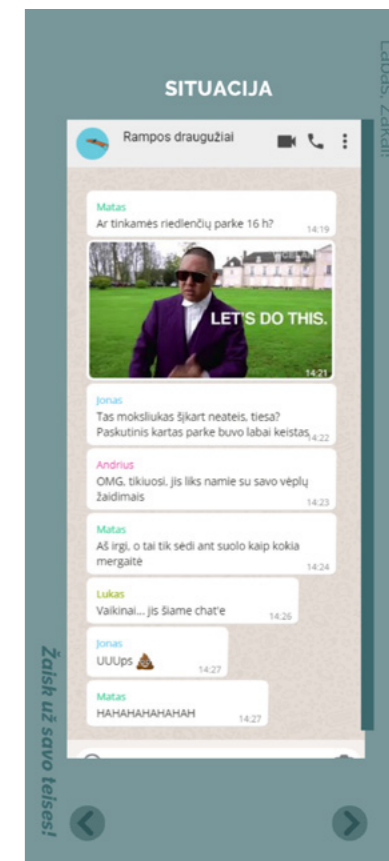 SITUACIJA
Rampos draugužiai
Matas
Ar tinkamės riedlenčių parke 16 h?
14:19
LET'S DO THIS.
14:21
Jonas
Tas moksliukas šįkart neateis, tiesa?
Paskutinis kartas parke buvo labai keistas
14:22
Andrius
OMG, tikiuosi, jis liks namie su savo vėplų
žaidimais
14:23
Matas
Aš irgi, o tai tik sėdi ant suolo kaip kokia
mergaitė
14:24
Lukas
Vaikinai... jis šiame chat'e
14:26
Jonas
UUUps 💩
14:27
Matas
HAHAHAHAHAHAH
14:27
Žaisk už savo teises!